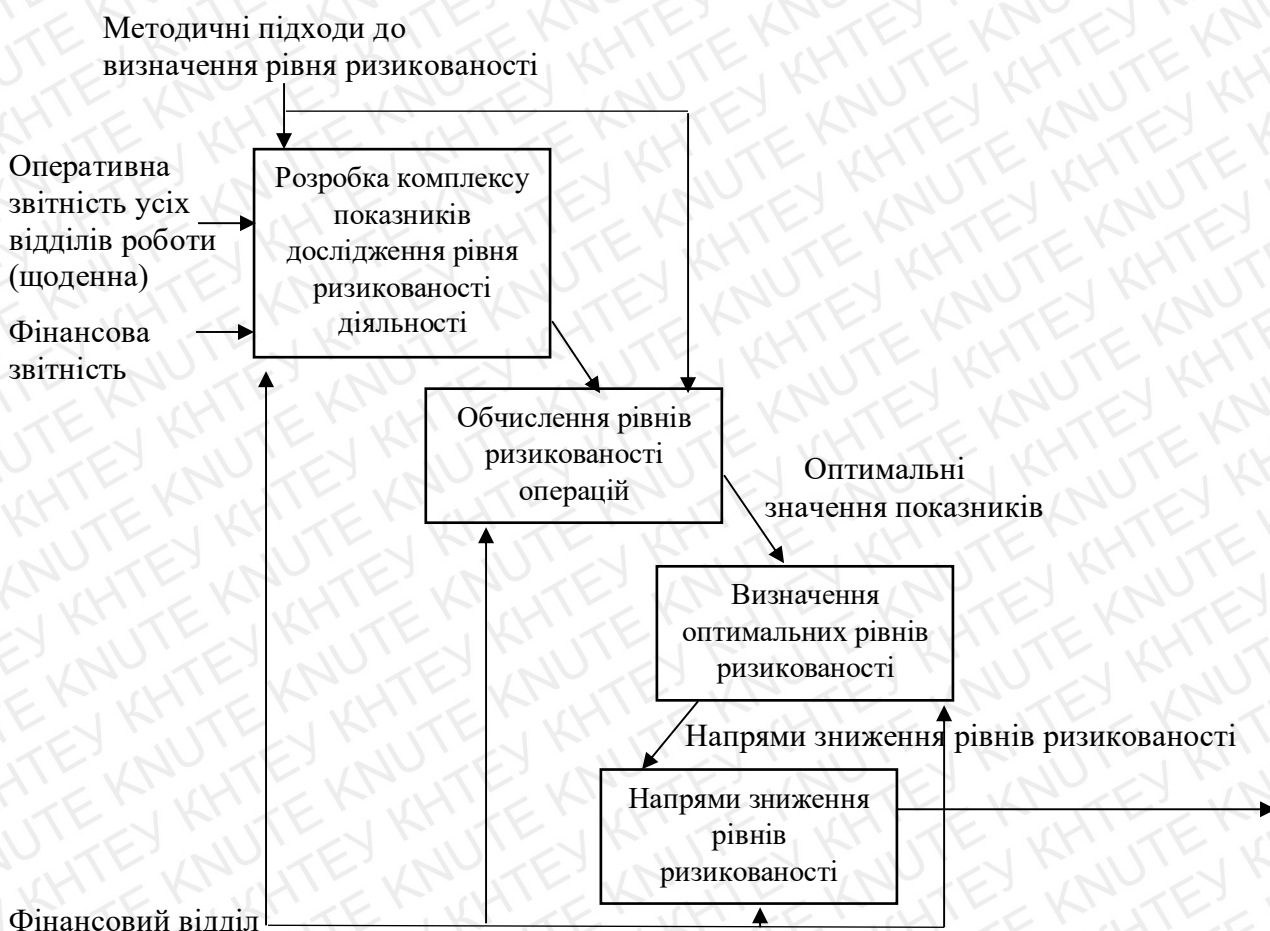 Методичні підходи до
визначення рівня ризикованості
Оперативна
звітність усіх
відділів роботи
(щоденна)
Фінансова
звітність
Розробка комплексу
показників
дослідження рівня
ризикованості
діяльності
Обчислення рівнів
ризикованості
операцій
Оптимальні
значення показників
Визначення
оптимальних рівнів
ризикованості
Напрями зниження рівнів ризикованості
Напрями зниження
рівнів
ризикованості
Фінансовий відділ